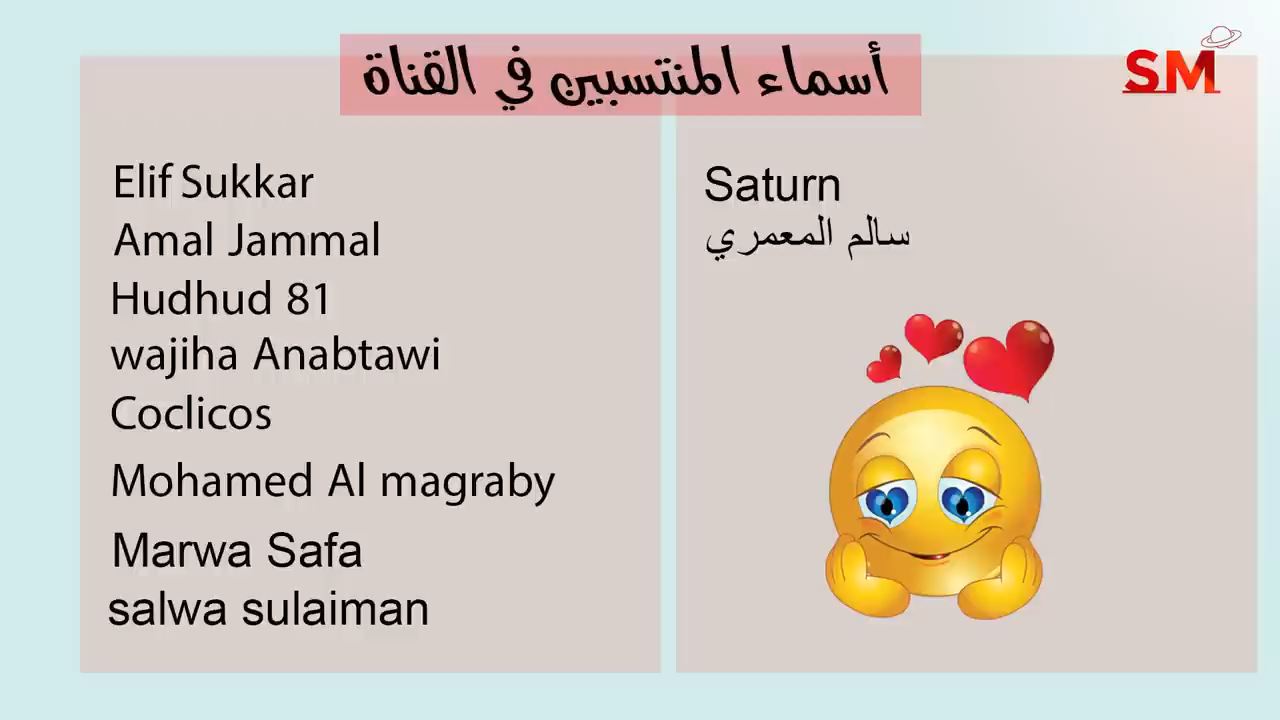 أسماء المنتسبين في القناة
SM
Elif Sukkar
Amal Jammal
Hudhud 81
wajiha Anabtawi
Coclicos
Mohamed Al magraby
Marwa Safa
salwa sulaiman
Saturn
سالم المعمري